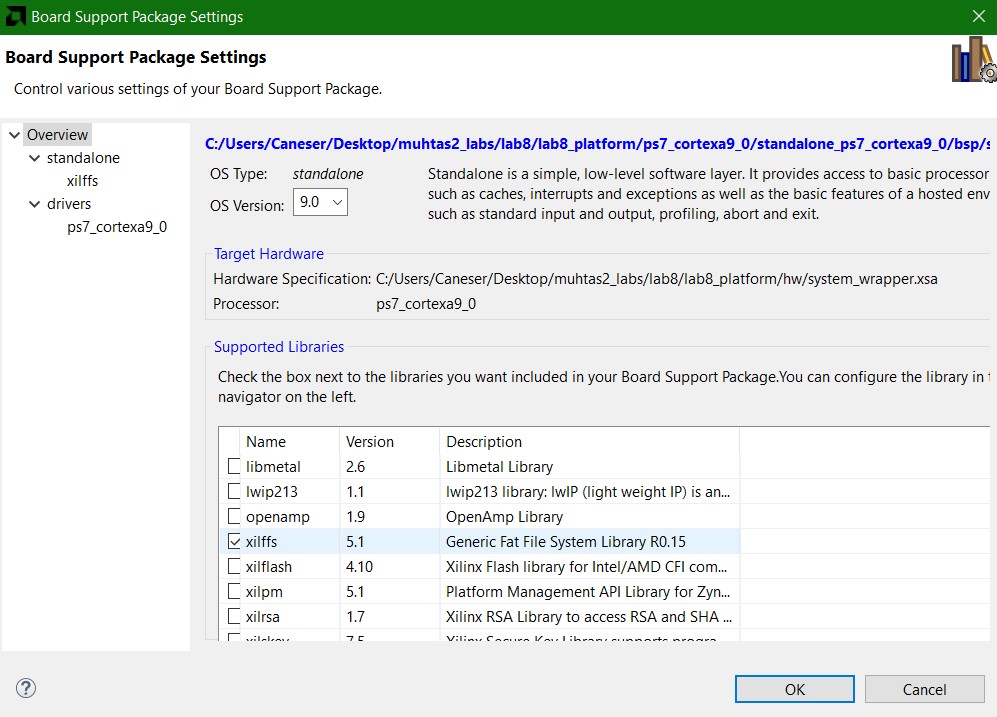 Board Support Package Settings
Board Support Package Settings
Control various settings of your Board Support Package.
Overview
standalone
xilffs
drivers
ps7_cortexa9_0
C:/Users/Caneser/Desktop/muhtas2_labs/lab8/lab8_platform/ps7_cortexa9_0/standalone_ps7_cortexa9_0/bsp/s
OS Type: standalone
OS Version: 9.0
Standalone is a simple, low-level software layer. It provides access to basic processor
such as caches, interrupts and exceptions as well as the basic features of a hosted env
such as standard input and output, profiling, abort and exit.
Target Hardware
Hardware Specification: C:/Users/Caneser/Desktop/muhtas2_labs/lab8/lab8_platform/hw/system_wrapper.xsa
Processor: ps7_cortexa9_0
Supported Libraries
Check the box next to the libraries you want included in your Board Support Package.You can configure the library in t
navigator on the left.
Name Version Description
libmetal 2.6 Libmetal Library
lwip213 1.1 lwip213 library: lwIP (light weight IP) is an...
openamp 1.9 OpenAmp Library
xilffs 5.1 Generic Fat File System Library R0.15
xilflash 4.10 Xilinx Flash library for Intel/AMD CFI com...
xilpm 5.1 Platform Management API Library for Zyn...
xilrsa 1.7 Xilinx RSA Library to access RSA and SHA ...
xilskey 7.5 Xilinx Secure Key Library supports progra...
OK
Cancel